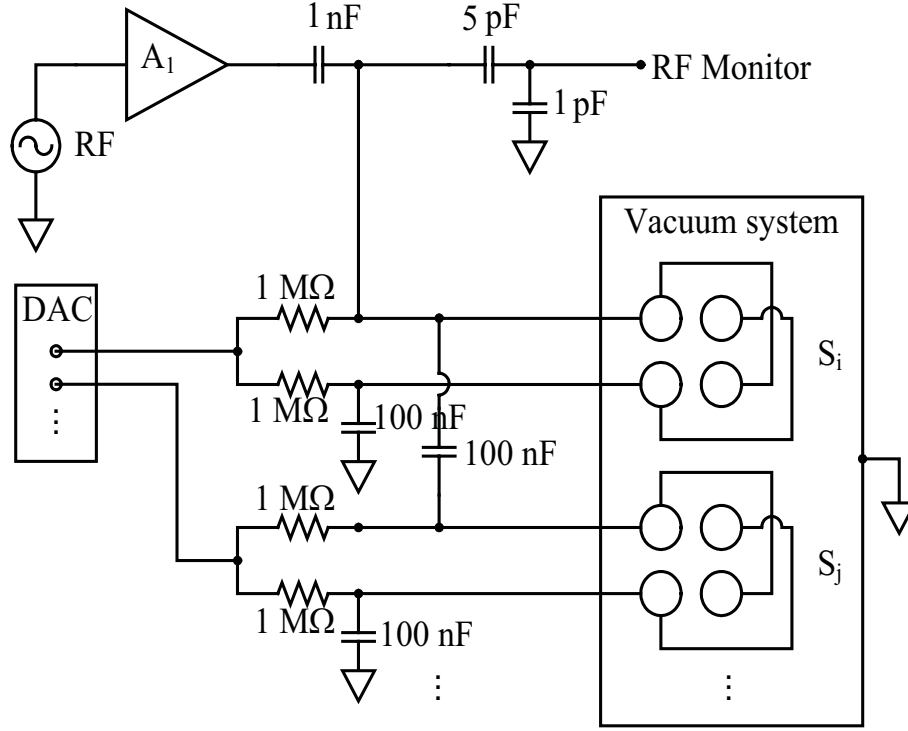 1 nF
5 pF
A1
RF Monitor
1 pF
RF
Vacuum system
1 MΩ
DAC
Si
1 MΩ
100 nF
⋮
100 nF
1 MΩ
Sj
1 MΩ
100 nF
⋮
⋮